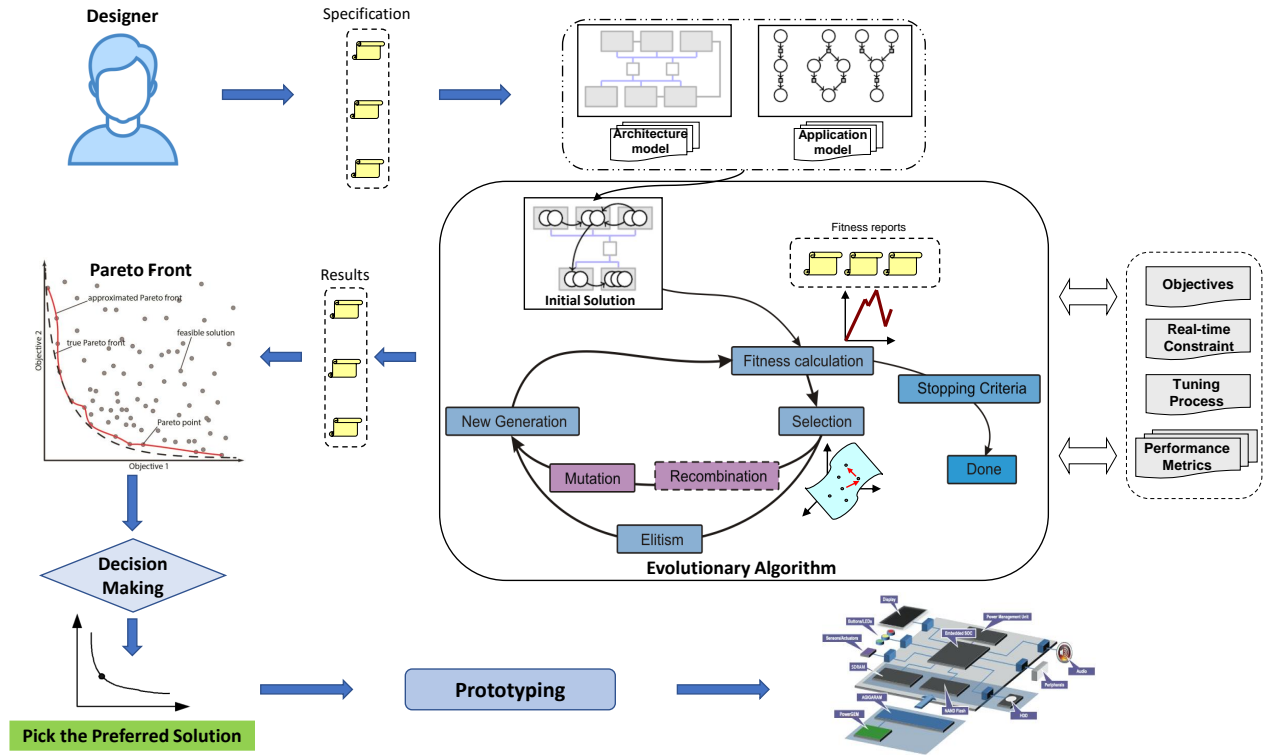 Designer
Specification
Architecture
model
Application
model
Initial Solution
Fitness reports
Fitness calculation
Stopping Criteria
New Generation
Selection
Mutation
Recombination
Done
Elitism
Evolutionary Algorithm
Objectives
Real-time
Constraint
Tuning
Process
Performance
Metrics
Pareto Front
Results
approximated Pareto front
feasible solution
true Pareto front
Pareto point
Objective 2
Objective 1
Decision
Making
Pick the Preferred Solution
Prototyping
Display
Power Management Unit
Buttons/LEDs
Embedded SOC
Sensors/Actuators
SDRAM
Audio
Peripherals
NAND Flash
HDD
AGIGARAM
PowerGEM